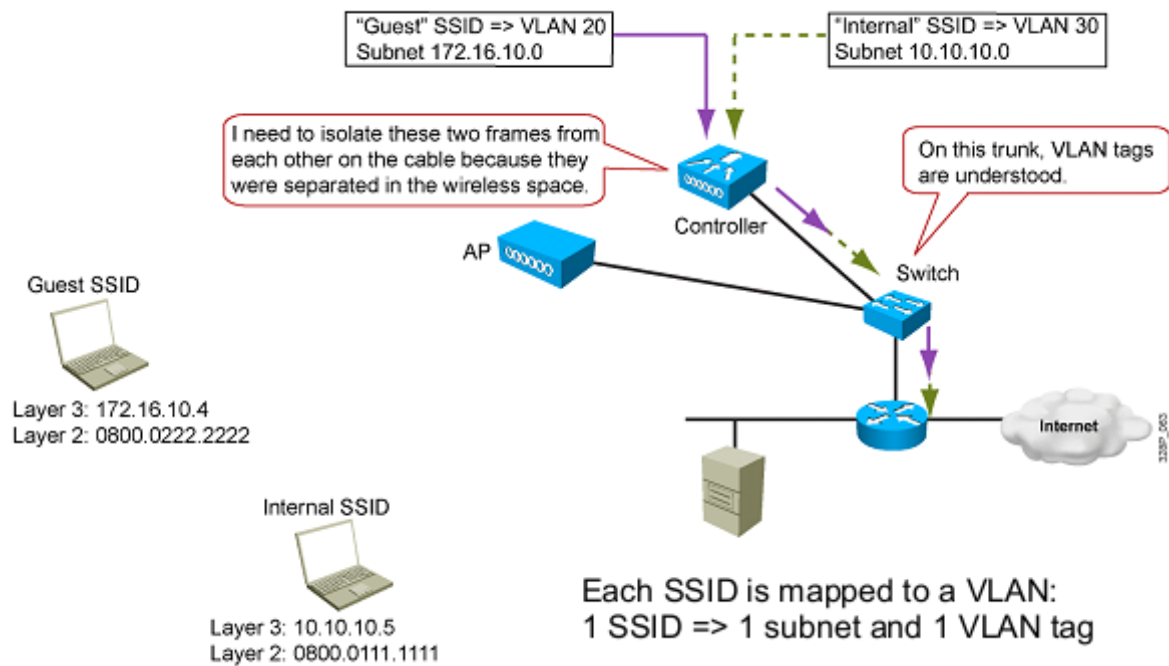 "Guest" SSID => VLAN 20
Subnet 172.16.10.0
"Internal" SSID => VLAN 30
Subnet 10.10.10.0
I need to isolate these two frames from
each other on the cable because they
were separated in the wireless space.
On this trunk, VLAN tags
are understood.
Controller
AP
Switch
Guest SSID
Layer 3: 172.16.10.4
Layer 2: 0800.0222.2222
Internet
328P_063
Internal SSID
Layer 3: 10.10.10.5
Layer 2: 0800.0111.1111
Each SSID is mapped to a VLAN:
1 SSID => 1 subnet and 1 VLAN tag